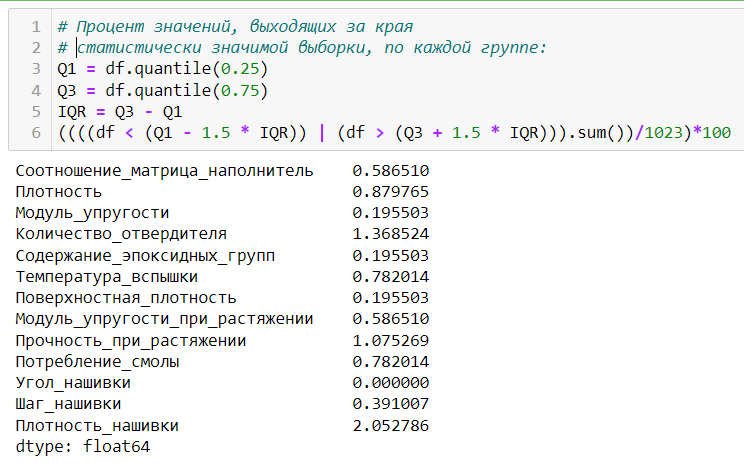 1 # Процент значений, выходящих за края
2 # статистически значимой выборки, по каждой группе:
3 Q1 = df.quantile(0.25)
4 Q3 = df.quantile(0.75)
5 IQR = Q3 - Q1
6 ((((df < (Q1 - 1.5 * IQR)) | (df > (Q3 + 1.5 * IQR))).sum())/1023)*100
Соотношение_матрица_наполнитель 0.586510
Плотность 0.879765
Модуль_упругости 0.195503
Количество_отвердителя 1.368524
Содержание_эпоксидных_групп 0.195503
Температура_вспышки 0.782014
Поверхностная_плотность 0.195503
Модуль_упругости_при_растяжении 0.586510
Прочность_при_растяжении 1.075269
Потребление_смолы 0.782014
Угол_нашивки 0.000000
Шаг_нашивки 0.391007
Плотность_нашивки 2.052786
dtype: float64